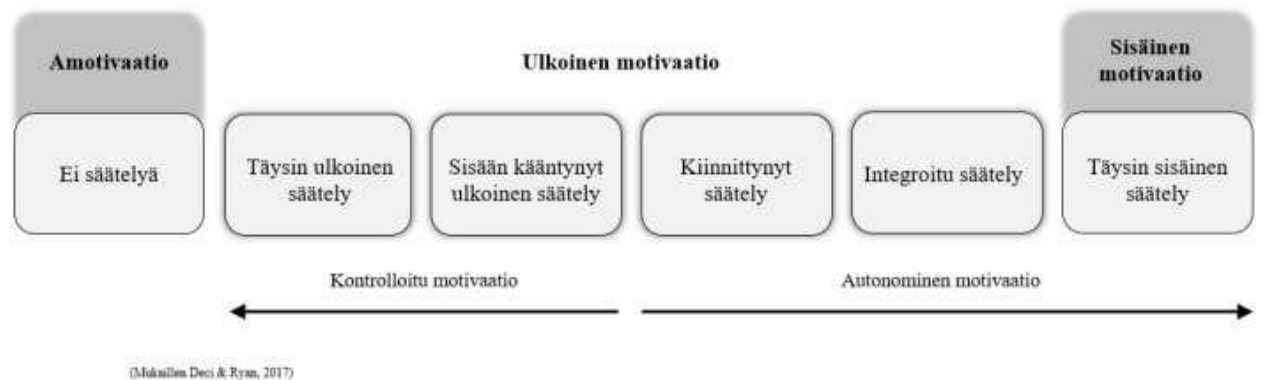 Amotivaatio
Ulkoinen motivaatio
Sisäinen
motivaatio
Ei säätelyä
Täysin ulkoinen
säätely
Sisään kääntynyt
ulkoinen säätely
Kiinnittynyt
säätely
Integroitu säätely
Täysin sisäinen
säätely
Kontrolloitu motivaatio
Autonominen motivaatio
(Mukaillen Deci & Ryan, 2017)